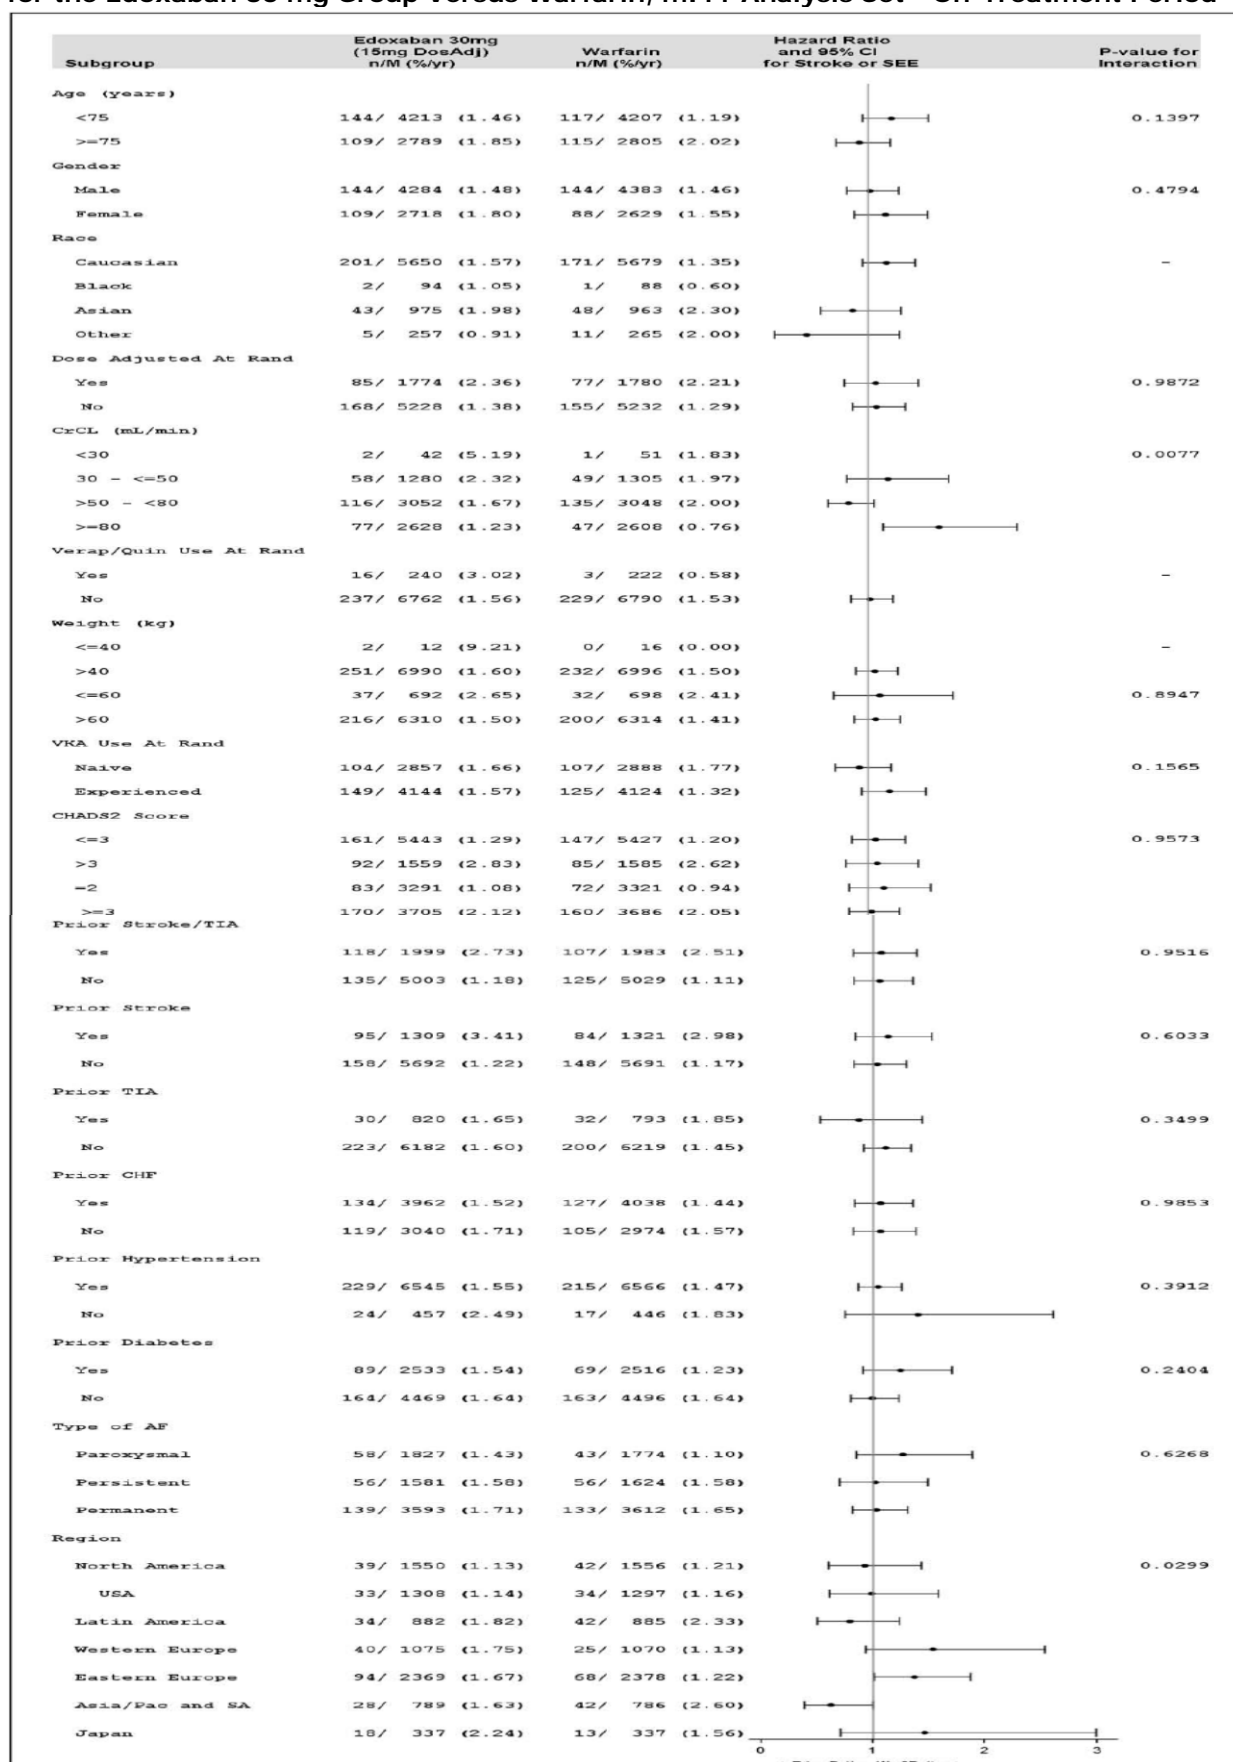 for the Edoxaban 30 mg Group Versus Warfarin, mITT Analysis Set - On-Treatment Period
Edoxaban 30mg Hazard Ratio
(15mg DosAdj) Warfarin and 95% CI P-value for
Subgroup n/M (%/yr) n/M (%/yr) for Stroke or SEE Interaction
Age (years)
<75 144/ 4213 (1.46) 117/ 4207 (1.19) 0.1397
>=75 109/ 2789 (1.85) 115/ 2805 (2.02)
Gender
Male 144/ 4284 (1.48) 144/ 4383 (1.46) 0.4794
Female 109/ 2718 (1.80) 88/ 2629 (1.55)
Race
Caucasian 201/ 5650 (1.57) 171/ 5679 (1.35) -
Black 2/ 94 (1.05) 1/ 88 (0.60)
Asian 43/ 975 (1.98) 48/ 963 (2.30)
Other 5/ 257 (0.91) 11/ 265 (2.00)
Dose Adjusted At Rand
Yes 85/ 1774 (2.36) 77/ 1780 (2.21) 0.9872
No 168/ 5228 (1.38) 155/ 5232 (1.29)
CrCL (mL/min)
<30 2/ 42 (5.19) 1/ 51 (1.83) 0.0077
30 - <=50 58/ 1280 (2.32) 49/ 1305 (1.97)
>50 - <80 116/ 3052 (1.67) 135/ 3048 (2.00)
>=80 77/ 2628 (1.23) 47/ 2608 (0.76)
Verap/Quin Use At Rand
Yes 16/ 240 (3.02) 3/ 222 (0.58) -
No 237/ 6762 (1.56) 229/ 6790 (1.53)
Weight (kg)
<=40 2/ 12 (9.21) 0/ 16 (0.00) -
>40 251/ 6990 (1.60) 232/ 6996 (1.50)
<=60 37/ 692 (2.65) 32/ 698 (2.41) 0.8947
>60 216/ 6310 (1.50) 200/ 6314 (1.41)
VKA Use At Rand
Naive 104/ 2857 (1.66) 107/ 2888 (1.77) 0.1565
Experienced 149/ 4144 (1.57) 125/ 4124 (1.32)
CHADS2 Score
<=3 161/ 5443 (1.29) 147/ 5427 (1.20) 0.9573
>3 92/ 1559 (2.83) 85/ 1585 (2.62)
=2 83/ 3291 (1.08) 72/ 3321 (0.94)
>=3 170/ 3705 (2.12) 160/ 3686 (2.05)
Prior Stroke/TIA
Yes 118/ 1999 (2.73) 107/ 1983 (2.51) 0.9516
No 135/ 5003 (1.18) 125/ 5029 (1.11)
Prior Stroke
Yes 95/ 1309 (3.41) 84/ 1321 (2.98) 0.6033
No 158/ 5692 (1.22) 148/ 5691 (1.17)
Prior TIA
Yes 30/ 820 (1.65) 32/ 793 (1.85) 0.3499
No 223/ 6182 (1.60) 200/ 6219 (1.45)
Prior CHF
Yes 134/ 3962 (1.52) 127/ 4038 (1.44) 0.9853
No 119/ 3040 (1.71) 105/ 2974 (1.57)
Prior Hypertension
Yes 229/ 6545 (1.55) 215/ 6566 (1.47) 0.3912
No 24/ 457 (2.49) 17/ 446 (1.83)
Prior Diabetes
Yes 89/ 2533 (1.54) 69/ 2516 (1.23) 0.2404
No 164/ 4469 (1.64) 163/ 4496 (1.64)
Type of AF
Paroxysmal 58/ 1827 (1.43) 43/ 1774 (1.10) 0.6268
Persistent 56/ 1581 (1.58) 56/ 1624 (1.58)
Permanent 139/ 3593 (1.71) 133/ 3612 (1.65)
Region
North America 39/ 1550 (1.13) 42/ 1556 (1.21) 0.0299
USA 33/ 1308 (1.14) 34/ 1297 (1.16)
Latin America 34/ 882 (1.82) 42/ 885 (2.33)
Western Europe 40/ 1075 (1.75) 25/ 1070 (1.13)
Eastern Europe 94/ 2369 (1.67) 68/ 2378 (1.22)
Asia/Pac and SA 28/ 789 (1.63) 42/ 786 (2.60)
Japan 18/ 337 (2.24) 13/ 337 (1.56)
0 1 2 3